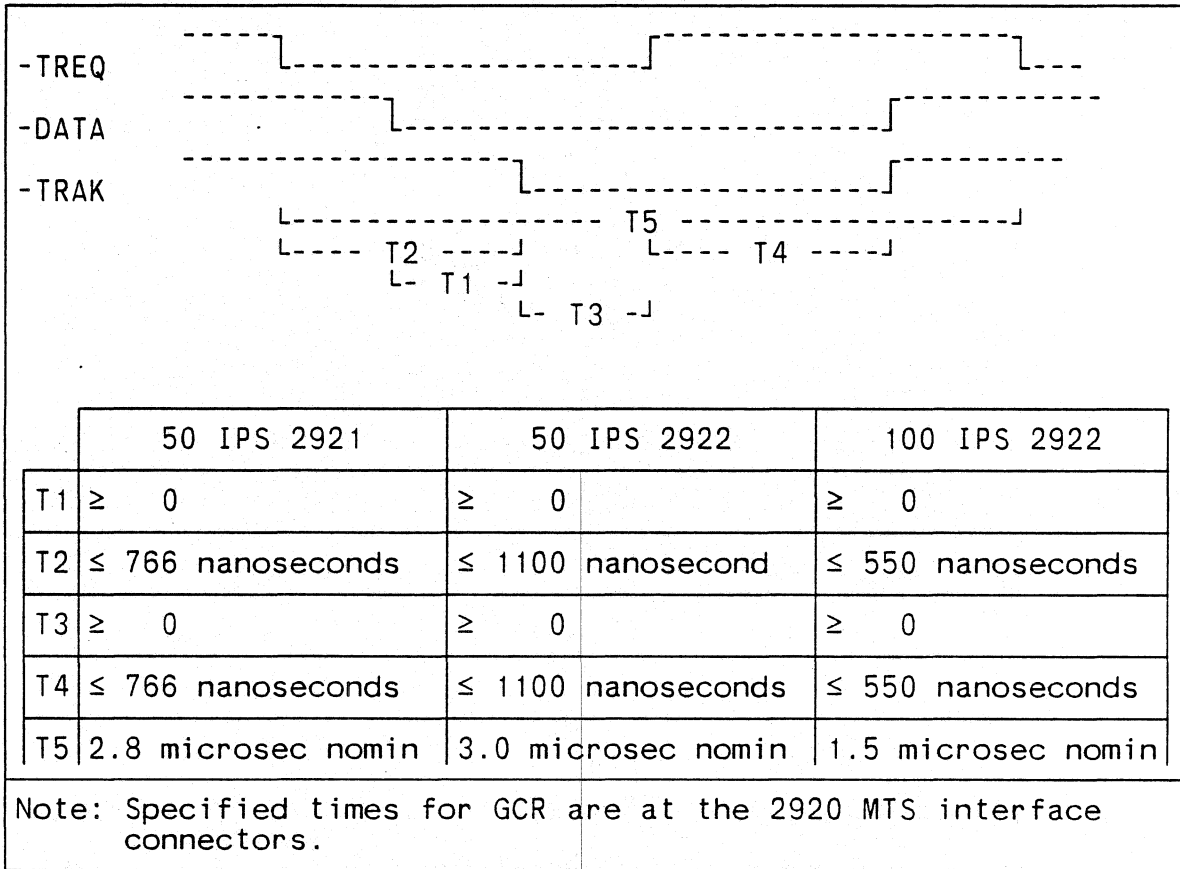 -TREQ
-DATA
-TRAK
T5
T2 T4
T1
T3
50 IPS 2921 50 IPS 2922 100 IPS 2922
T1 ≥ 0 ≥ 0 ≥ 0
T2 ≤ 766 nanoseconds ≤ 1100 nanosecond ≤ 550 nanoseconds
T3 ≥ 0 ≥ 0 ≥ 0
T4 ≤ 766 nanoseconds ≤ 1100 nanoseconds ≤ 550 nanoseconds
T5 2.8 microsec nomin 3.0 microsec nomin 1.5 microsec nomin
Note: Specified times for GCR are at the 2920 MTS interface
connectors.